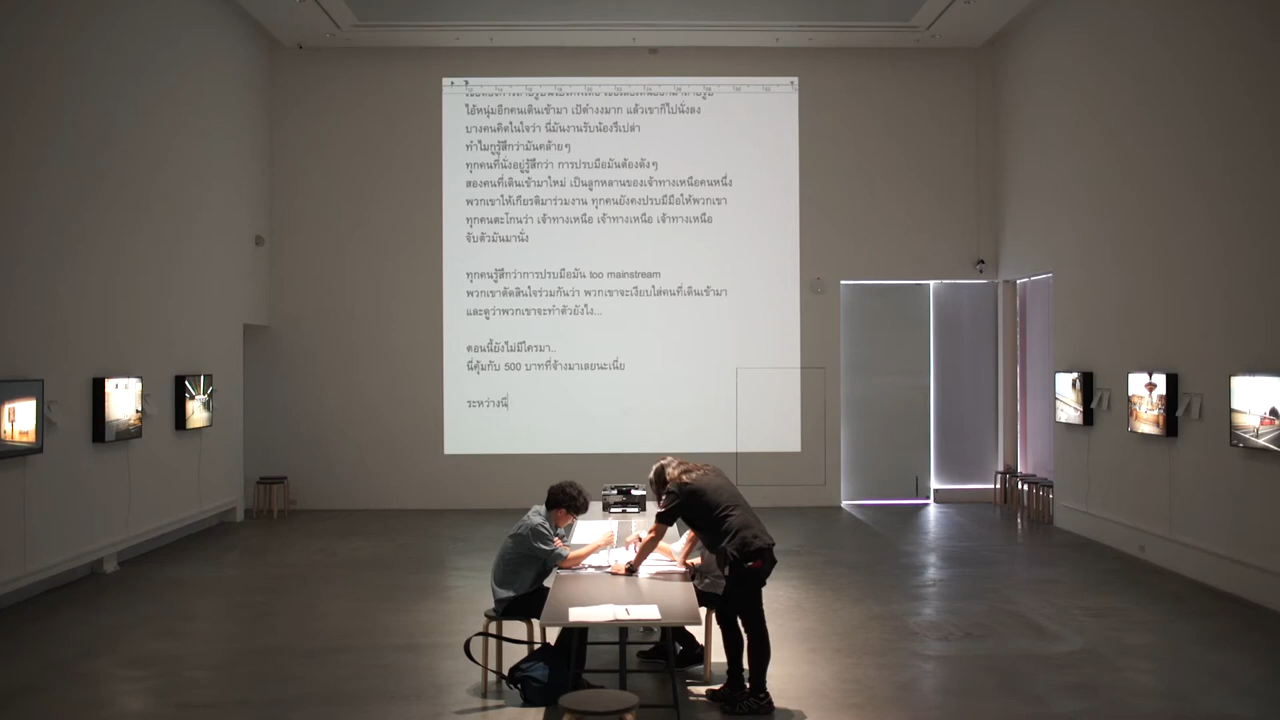 ไอ้หนุ่มอีกคนเดินเข้ามา เป๋ต๋างงมาก แล้วเขาก็ไปนั่งลง
บางคนคิดในใจว่า นี่มันงานรับน้องรึเปล่า
ทำไมกูรู้สึกว่ามันคล้ายๆ
ทุกคนที่นั่งอยู่รู้สึกว่า การปรบมือมันต้องดังๆ
สองคนที่เดินเข้ามาใหม่ เป็นลูกหลานของเจ้าทางเหนือคนหนึ่ง
พวกเขาให้เกียรติมาร่วมงาน ทุกคนยังคงปรบมีมือให้พวกเขา
ทุกคนตะโกนว่า เจ้าทางเหนือ เจ้าทางเหนือ เจ้าทางเหนือ
จับตัวมันมานั่ง
ทุกคนรู้สึกว่าการปรบมือมัน too mainstream
พวกเขาตัดสินใจร่วมกันว่า พวกเขาจะเงียบใส่คนที่เดินเข้ามา
และดูว่าพวกเขาจะทำตัวยังไง...
ตอนนี้ยังไม่มีใครมา..
นี่คุ้มกับ 500 บาทที่จ้างมาเลยนะเนี่ย
ระหว่างนี้